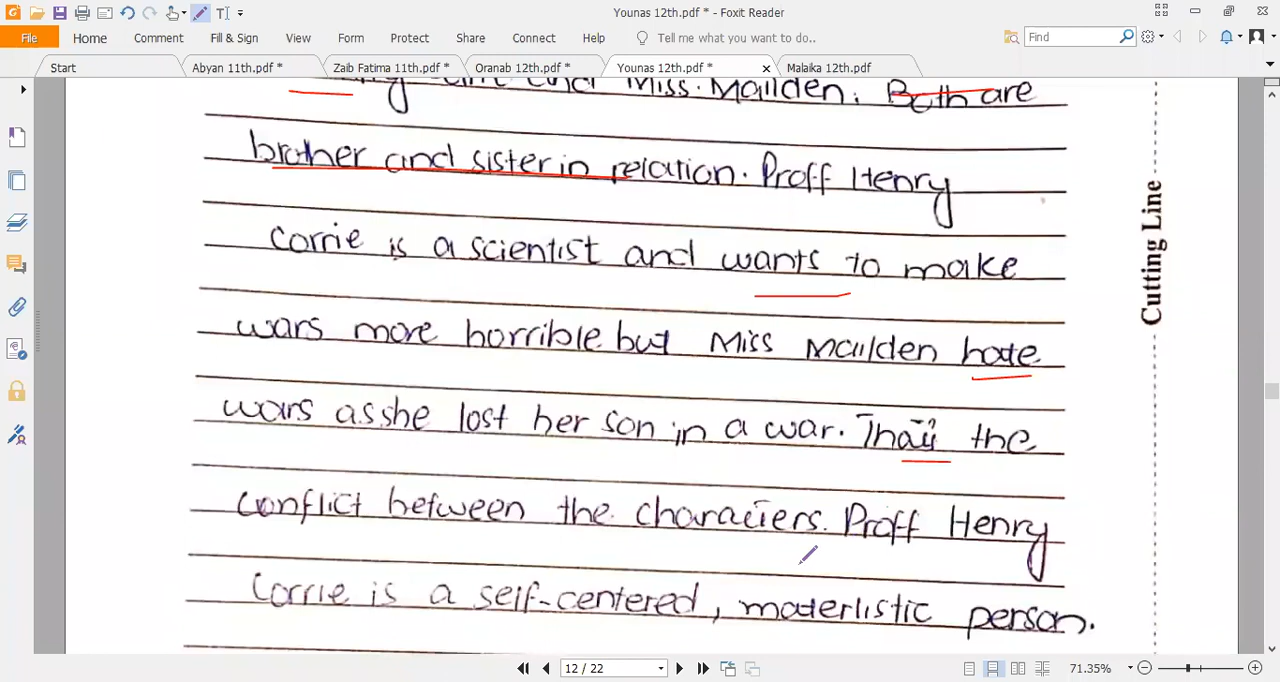 Younas 12th.pdf * - Foxit Reader
File Home Comment Fill & Sign View Form Protect Share Connect Help Tell me what you want to do.. Find
Start Abyan 11th.pdf * Zaib Fatima 11th.pdf * Oranab 12th.pdf * Younas 12th.pdf * Malaika 12th.pdf
and Miss. Mailden. Both are
brother and sister in relation. Proff Henry
Corrie is a scientist and wants to make
wars more horrible but Miss Mailden hate
wars as she lost her son in a war. the
conflict between the characters. Proff Henry
Corrie is a self-centered, materlistic person.
Cutting Line
12 / 22
71.35%